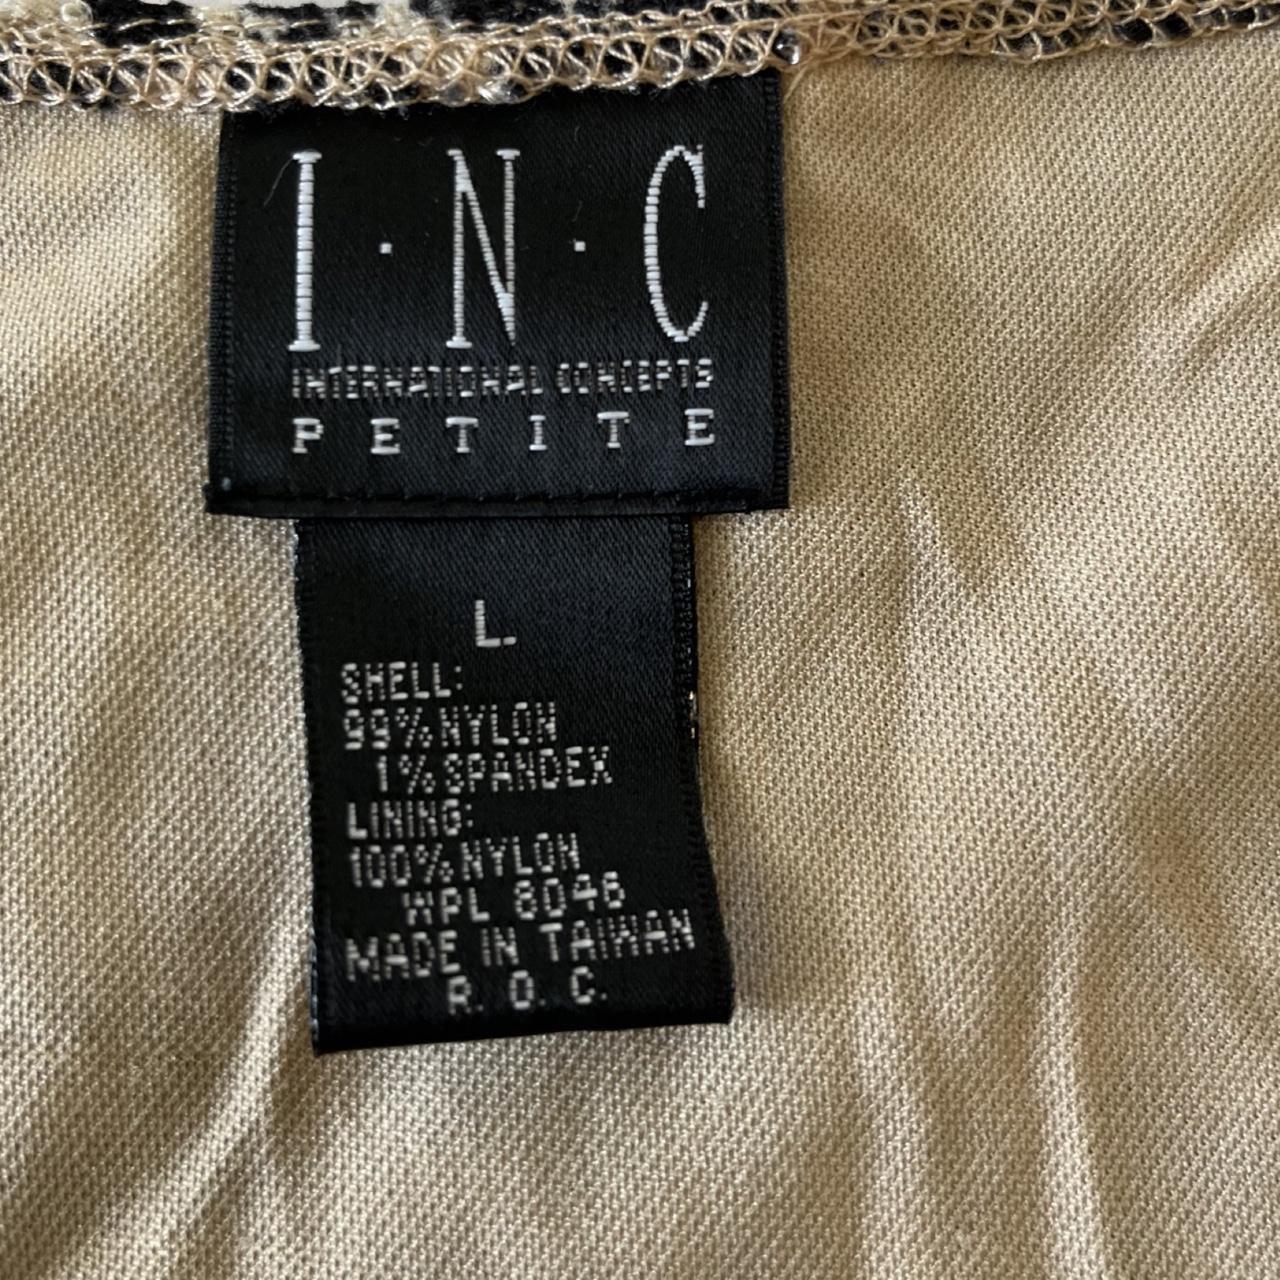 I·N·C
INTERNATIONAL CONCEPTS
PETITE
L.
SHELL:
99% NYLON
1% SPANDEX
LINING:
100% NYLON
WPL 8046
MADE IN TAIWAN
R. O. C.